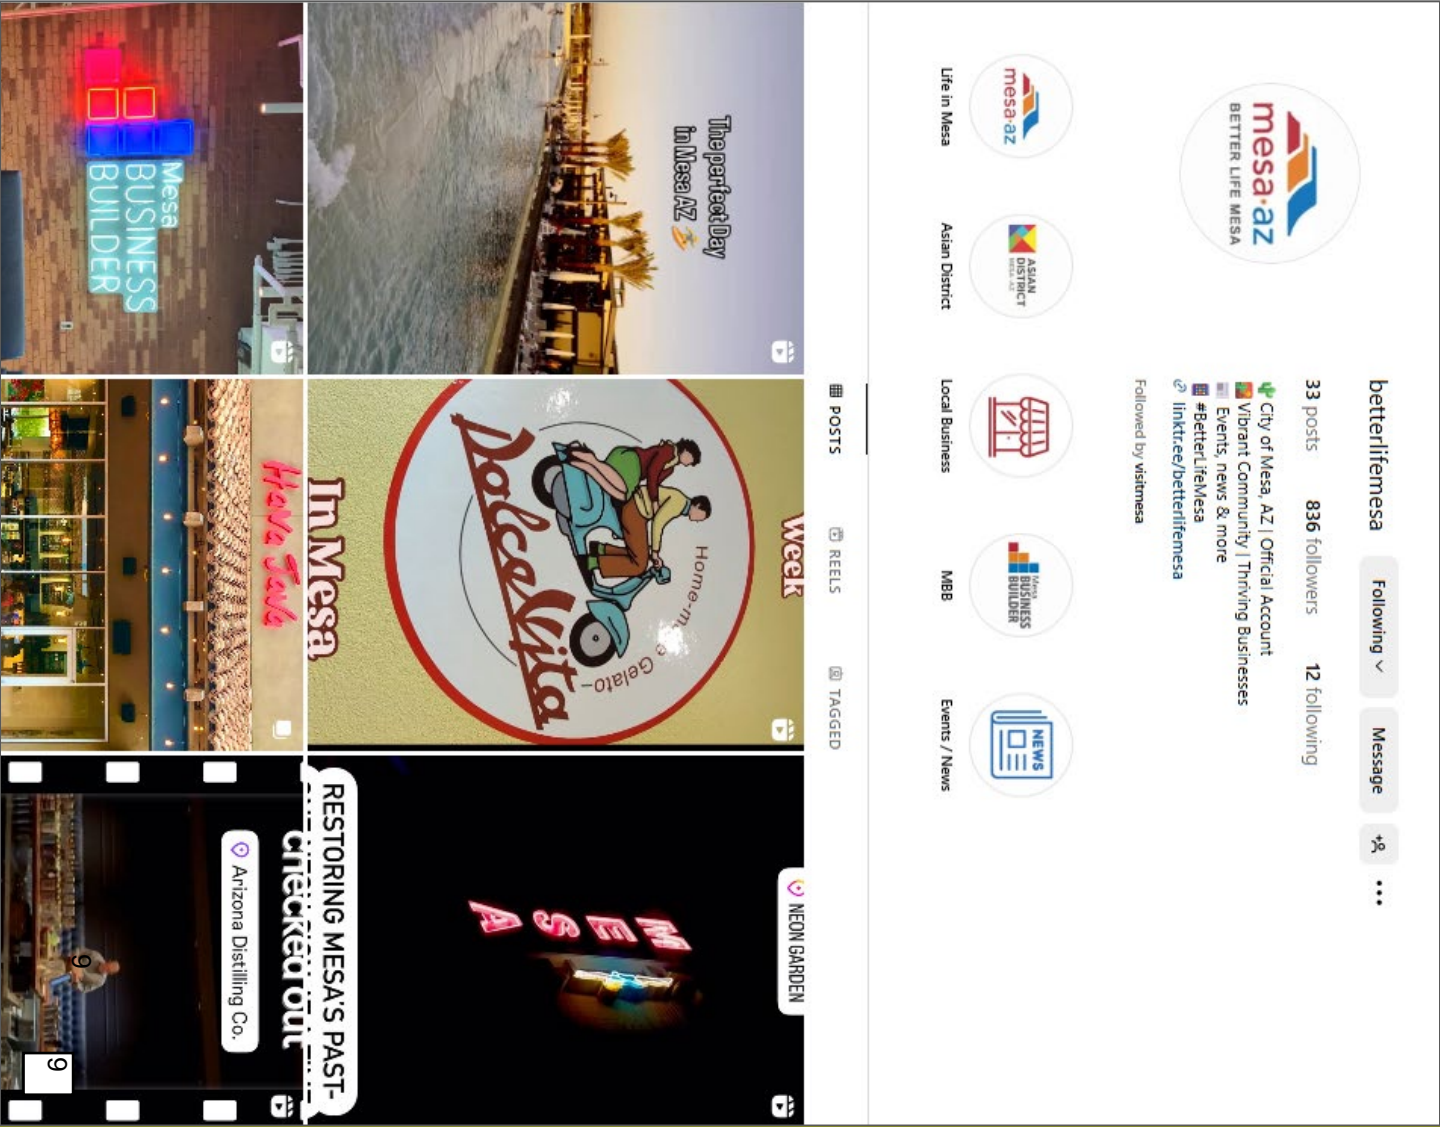 betterlifemesa
Following
Message
33 posts
836 followers
12 following
City of Mesa, AZ | Official Account
Vibrant Community | Thriving Businesses
Events, news & more
#BetterLifeMesa
linktr.ee/betterlifemesa
Followed by visitmesa
mesa·az
BETTER LIFE MESA
mesa·az
ASIAN
DISTRICT
MESA·AZ
Mesa
BUSINESS
BUILDER
NEWS
Life in Mesa
Asian District
Local Business
MBB
Events / News
POSTS
REELS
TAGGED
The perfect Day
in Mesa AZ
Week
Home-m
e Gelato
Dolce Vita
In Mesa
NEON GARDEN
MESA
RESTORING MESA'S PAST-
Mesa
BUSINESS
BUILDER
Hava Java
checked out
Arizona Distilling Co.
9
9